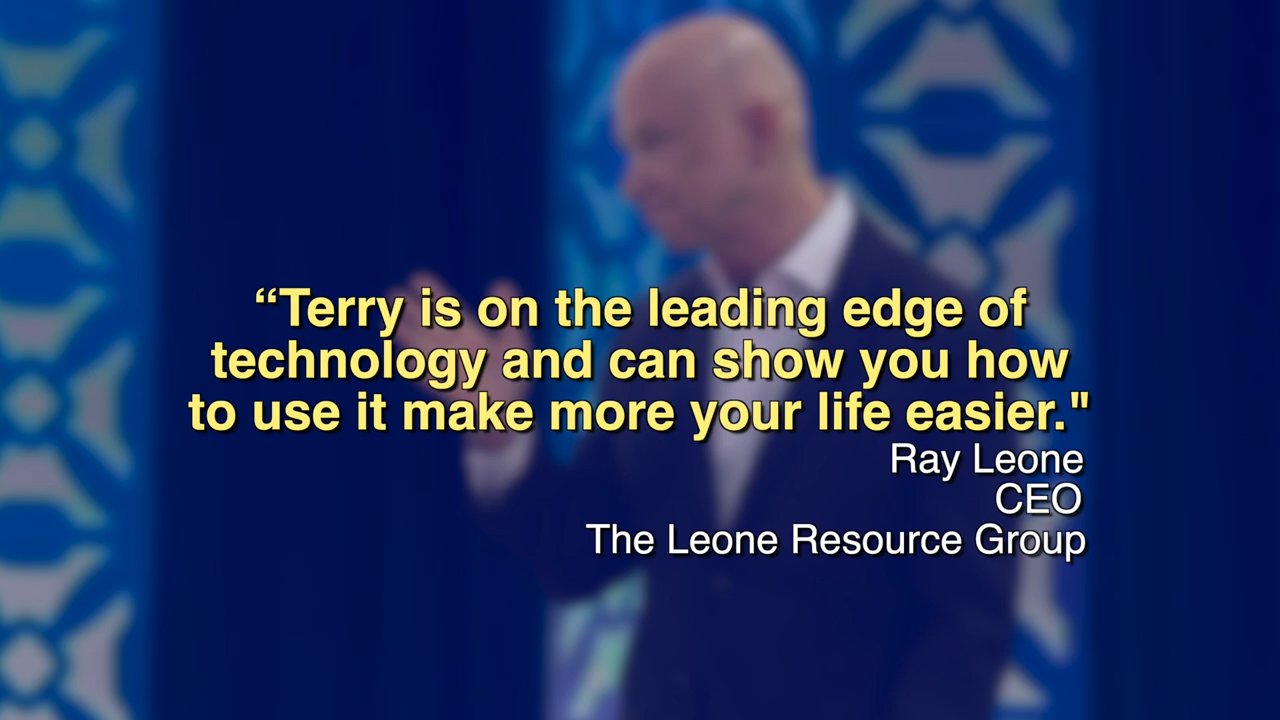 “Terry is on the leading edge of
technology and can show you how
to use it make more your life easier."
Ray Leone
CEO
The Leone Resource Group